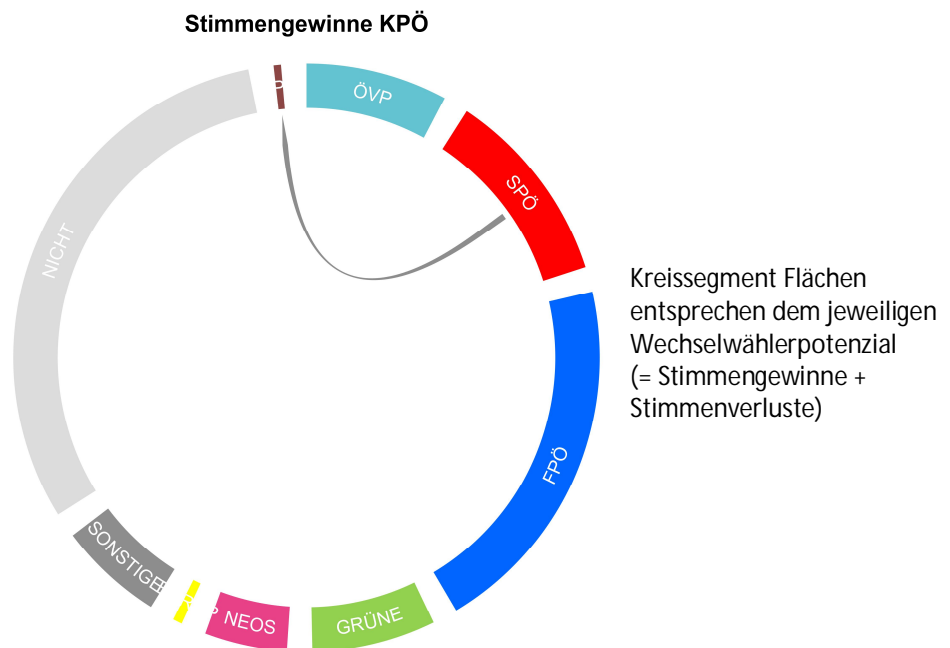 Stimmengewinne KPÖ
ÖVP
SPÖ
NICHT
Kreissegment Flächen
entsprechen dem jeweiligen
Wechselwählerpotenzial
(= Stimmengewinne +
Stimmenverluste)
FPÖ
SONSTIGE
NEOS
GRÜNE